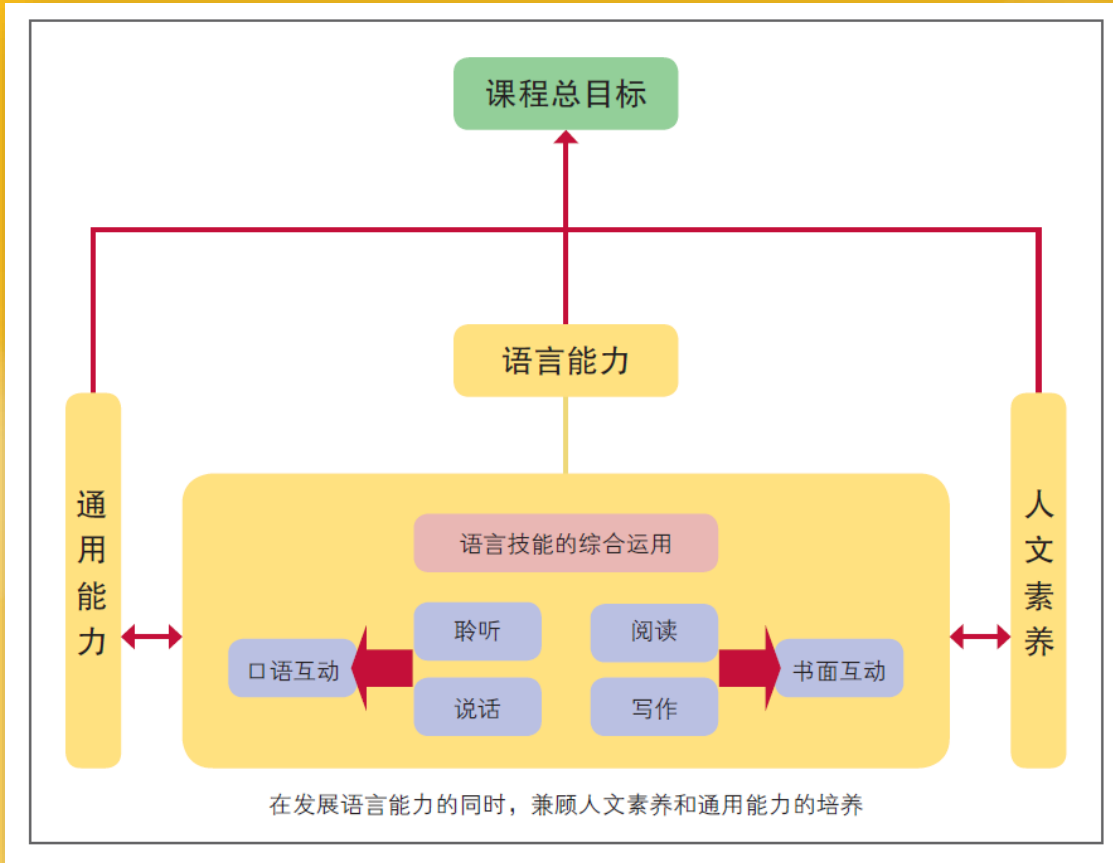 课程总目标
语言能力
通用能力
人文素养
语言技能的综合运用
聆听
阅读
口语互动
书面互动
说话
写作
在发展语言能力的同时，兼顾人文素养和通用能力的培养